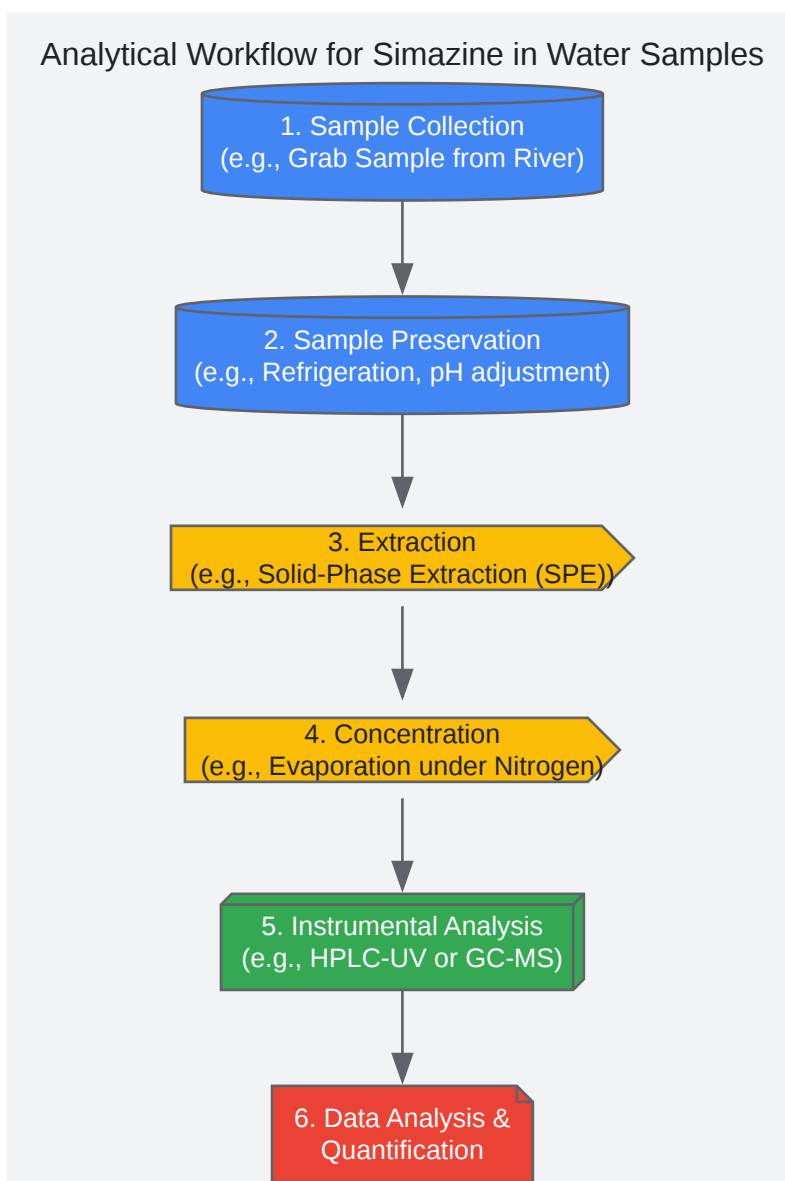 Analytical Workflow for Simazine in Water Samples
1. Sample Collection
(e.g., Grab Sample from River)
2. Sample Preservation
(e.g., Refrigeration, pH adjustment)
3. Extraction
(e.g., Solid-Phase Extraction (SPE))
4. Concentration
(e.g., Evaporation under Nitrogen)
5. Instrumental Analysis
(e.g., HPLC-UV or GC-MS)
6. Data Analysis &
Quantification